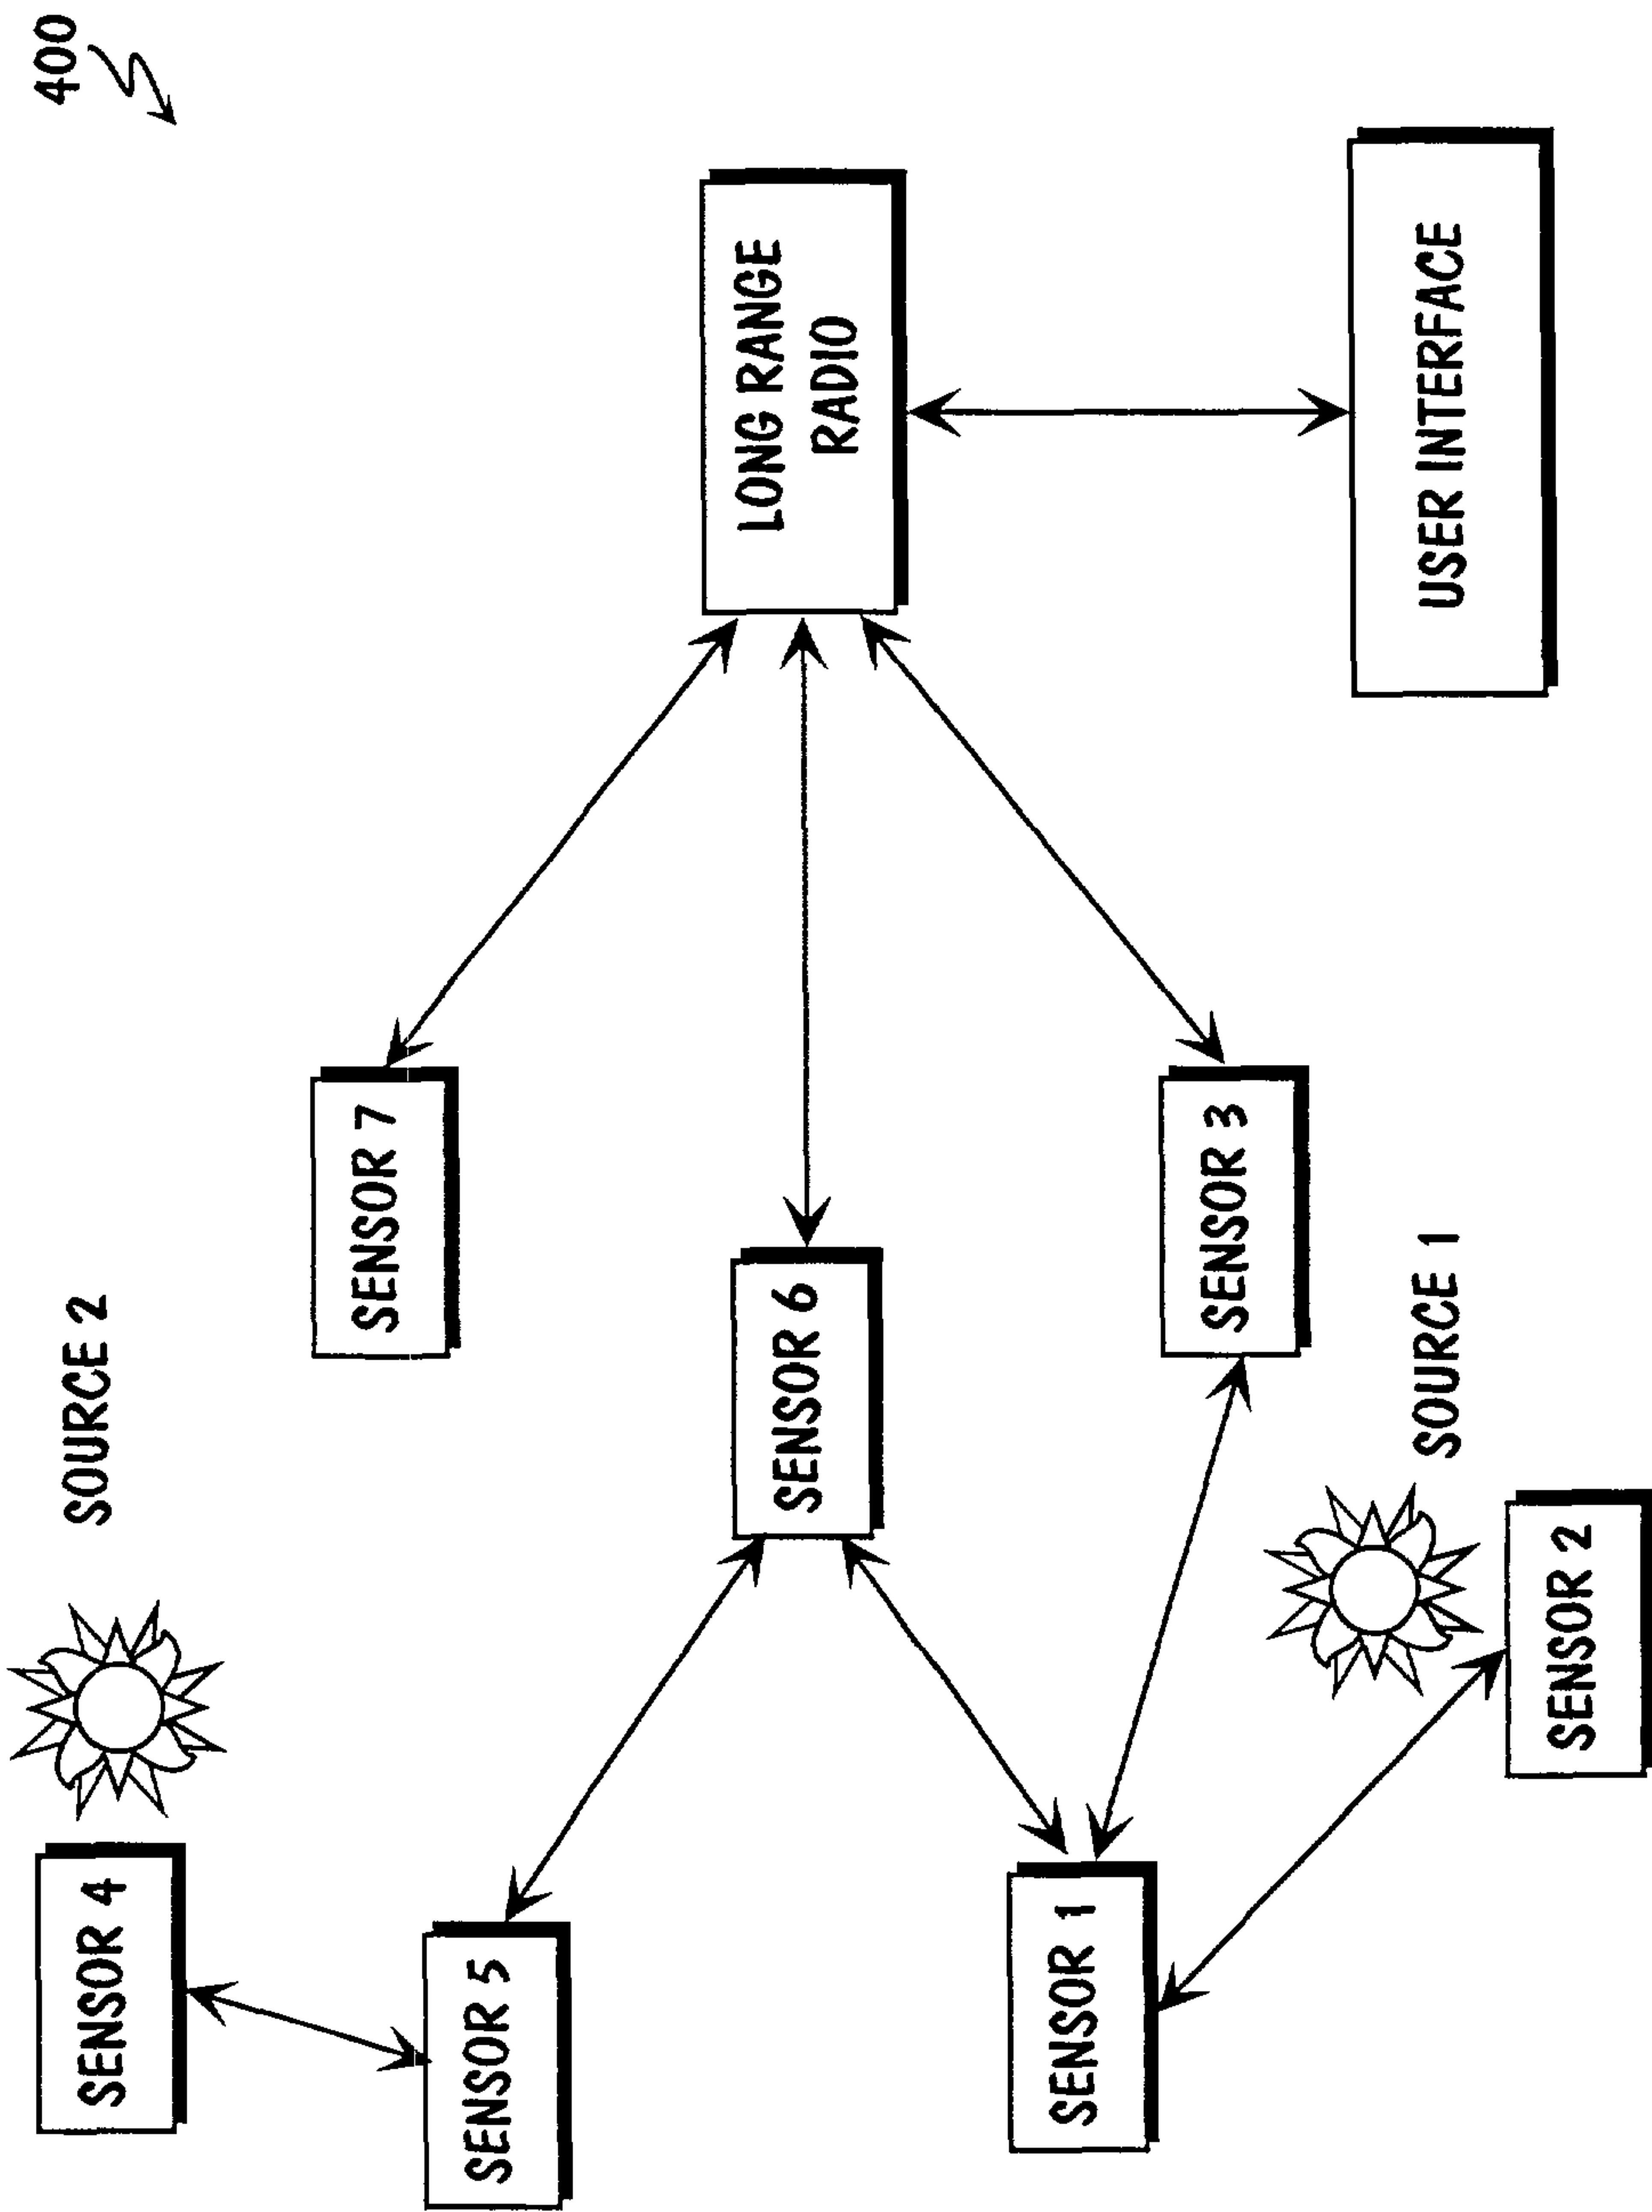 400
SOURCE 2
SENSOR 4
SENSOR 7
SENSOR 5
LONG RANGE
RADIO
SENSOR 6
SENSOR 1
SENSOR 3
USER INTERFACE
SOURCE 1
SENSOR 2